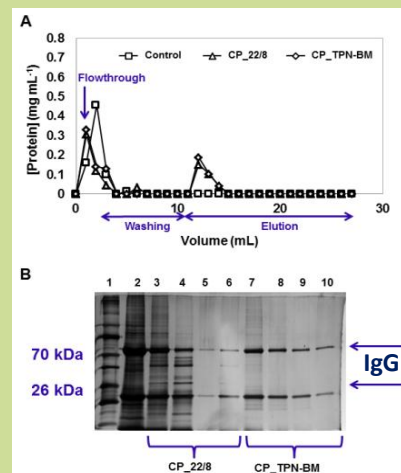 A
Control CP_22/8 CP_TPN-BM
[Protein] (mg mL-1)
0.8
0.7
0.6
0.5
0.4
0.3
0.2
0.1
0
Flowthrough
0 10 20 30
Washing Elution
Volume (mL)
B
1 2 3 4 5 6 7 8 9 10
70 kDa
26 kDa
IgG
CP_22/8 CP_TPN-BM